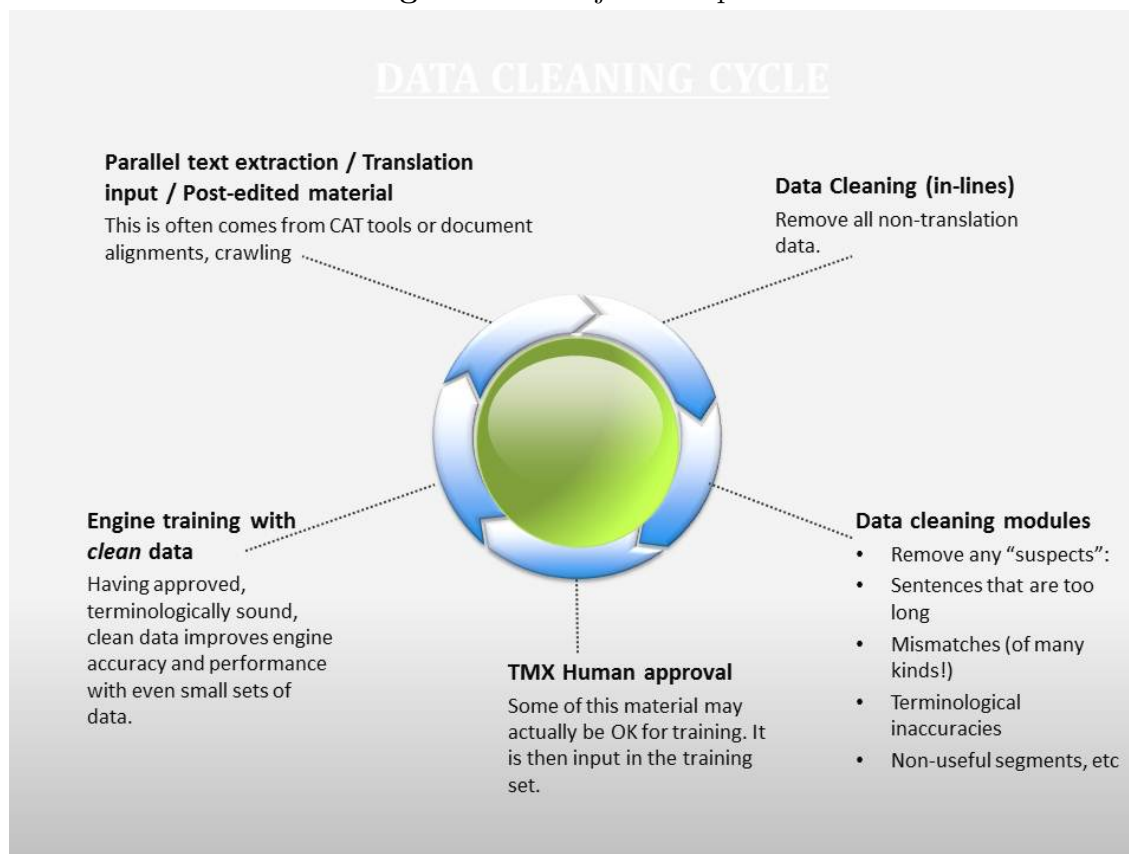 DATA CLEANING CYCLE
Parallel text extraction / Translation
input / Post-edited material
This is often comes from CAT tools or document
alignments, crawling
Data Cleaning (in-lines)
Remove all non-translation
data.
Data cleaning modules
• Remove any “suspects”:
• Sentences that are too
long
• Mismatches (of many
kinds!)
• Terminological
inaccuracies
• Non-useful segments, etc
TMX Human approval
Some of this material may
actually be OK for training. It
is then input in the training
set.
Engine training with
clean data
Having approved,
terminologically sound,
clean data improves engine
accuracy and performance
with even small sets of
data.